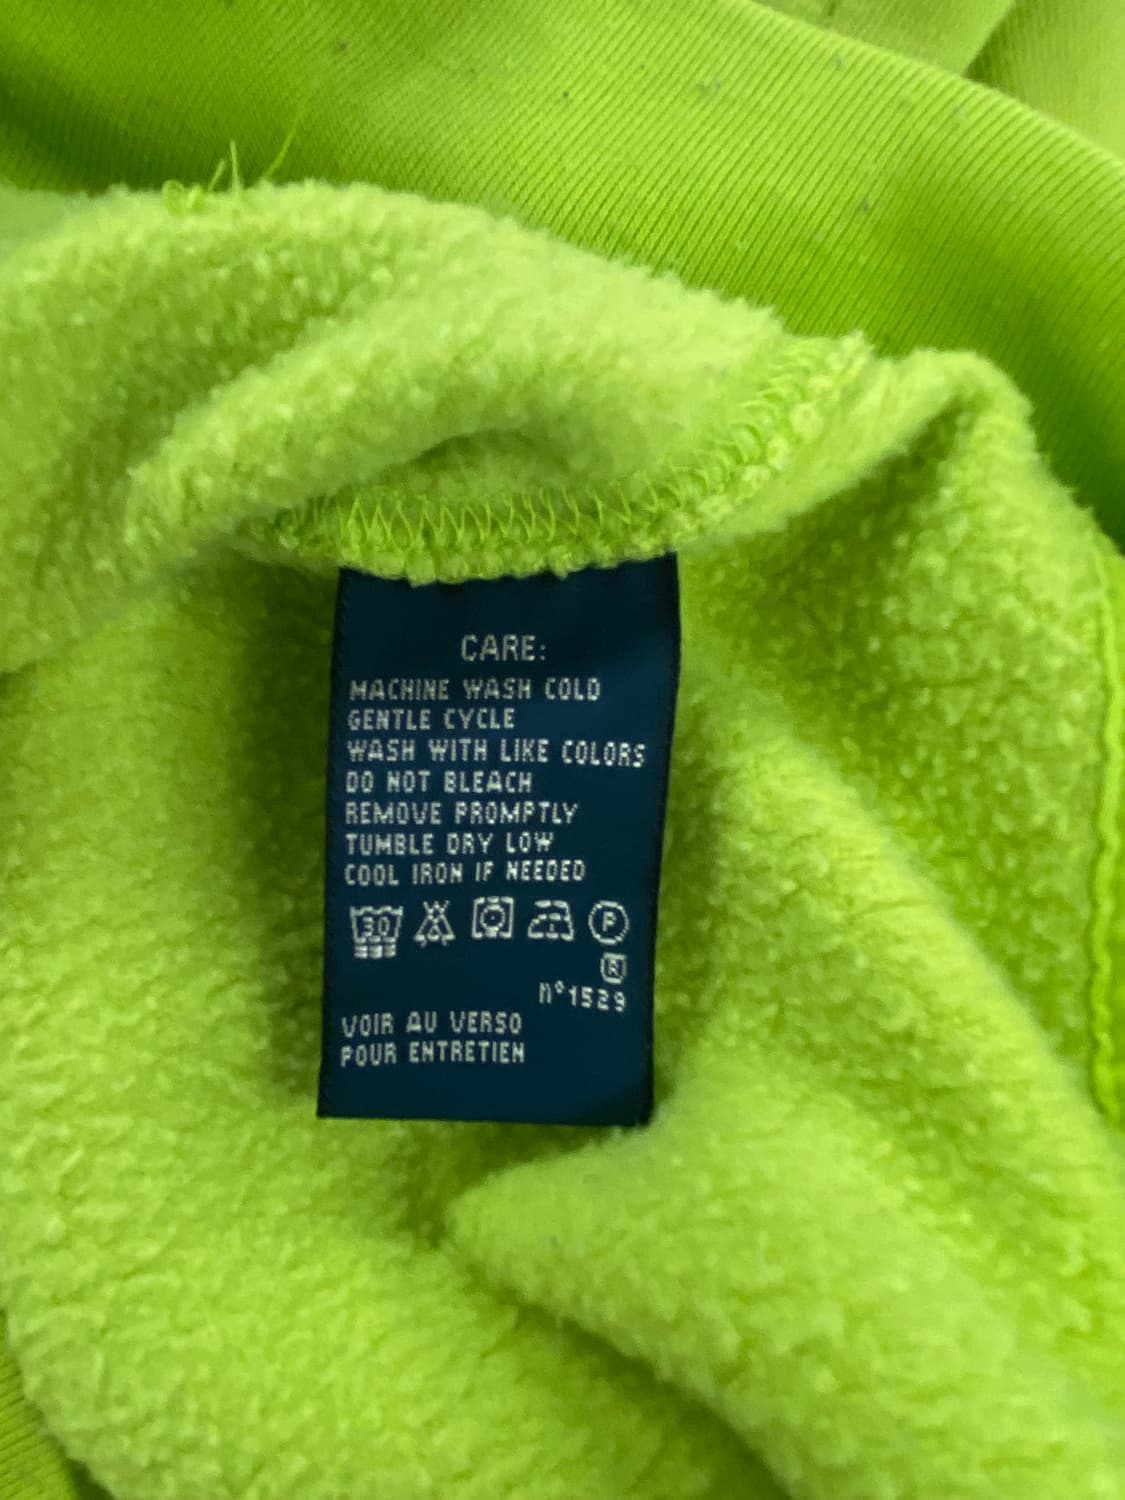 CARE:
MACHINE WASH COLD
GENTLE CYCLE
WASH WITH LIKE COLORS
DO NOT BLEACH
REMOVE PROMPTLY
TUMBLE DRY LOW
COOL IRON IF NEEDED
30 P
R
n°1529
VOIR AU VERSO
POUR ENTRETIEN